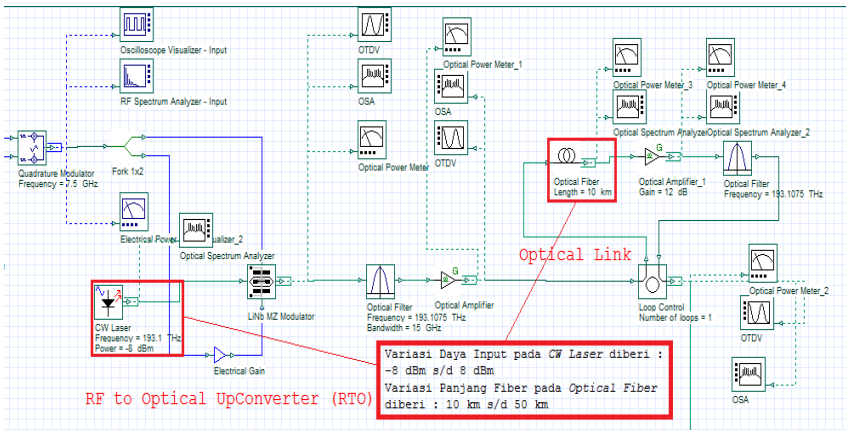 Oscilloscope Visualizer - Input
RF Spectrum Analyzer - Input
OTDV
OSA
Optical Power Meter
Optical Power Meter_1
OSA
OTDV
Optical Power Meter_3
Optical Power Meter_4
Optical Spectrum Analyzer
Optical Spectrum Analyzer_2
Quadrature Modulator
Frequency = 7.5 GHz
Fork 1x2
Electrical Power
ualizer_2
Optical Spectrum Analyzer
Optical Fiber
Length = 10 km
G
Optical Amplifier_1
Gain = 12 dB
Optical Filter
Frequency = 193.1075 THz
Optical Link
CW Laser
Frequency = 193.1 THz
Power = -8 dBm
LiNb MZ Modulator
Optical Filter
Frequency = 193.1075 THz
Bandwidth = 15 GHz
G
Optical Amplifier
Loop Control
Number of loops = 1
Optical Power Meter_2
OTDV
OSA
Electrical Gain
RF to Optical UpConverter (RTO)
Variasi Daya Input pada CW Laser diberi :
-8 dBm s/d 8 dBm
Variasi Panjang Fiber pada Optical Fiber
diberi : 10 km s/d 50 km